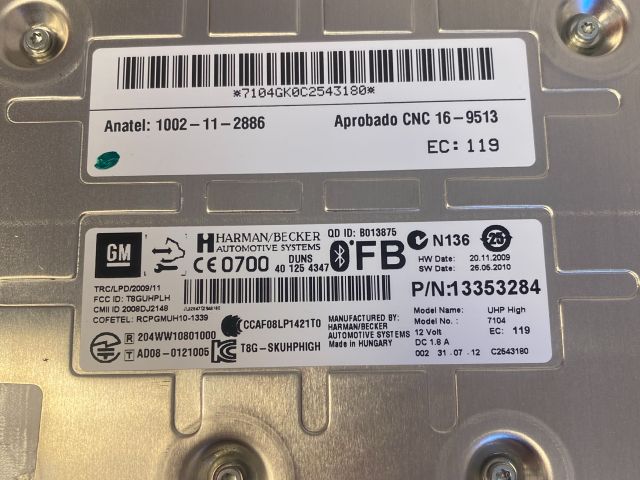 *7104GK0C2543180*
Anatel: 1002-11-2886 Aprobado CNC 16-9513
EC: 119
GM HARMAN/BECKER AUTOMOTIVE SYSTEMS QD ID: B013875 N136 25
CE0700 DUNS 40 125 4347 FB HW Date: 20.11.2009
SW Date: 26.05.2010
TRC/LPD/2009/11
FCC ID: T8GUHPLH P/N:13353284
CMII ID 2008DJ2148
COFETEL: RCPGMUH10-1339
Model Name: UHP High
Model No.: 7104
12 Volt EC: 119
DC 1.8 A
002 31.07.12 C2543180
R 204WW10801000 CCAF08LP1421T0
T AD08-0121005 T8G-SKUHPHIGH
MANUFACTURED BY:
HARMAN/BECKER
AUTOMOTIVE SYSTEMS
Made in HUNGARY